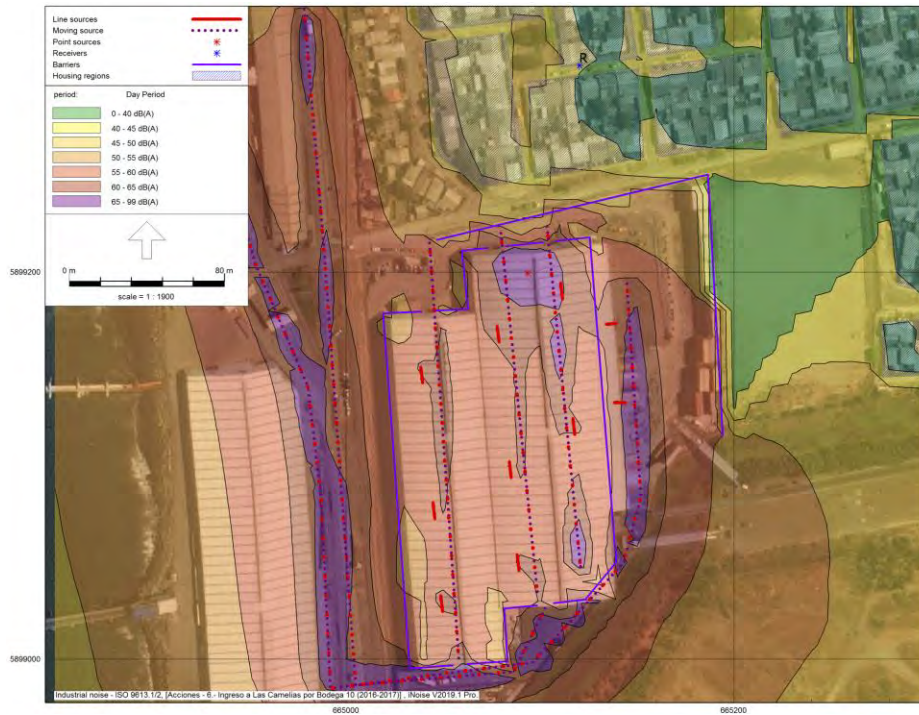 Line sources
Moving source
Point sources
Receivers
Barriers
Housing regions
period: Day Period
0 - 40 dB(A)
40 - 45 dB(A)
45 - 50 dB(A)
50 - 55 dB(A)
55 - 60 dB(A)
60 - 65 dB(A)
65 - 99 dB(A)
0 m 80 m
scale = 1 : 1900
R
5899200
5899000
Industrial noise - ISO 9613.1/2, [Acciones - 6.- Ingreso a Las Camelias por Bodega 10 (2016-2017)] , iNoise V2019.1 Pro
665000 665200